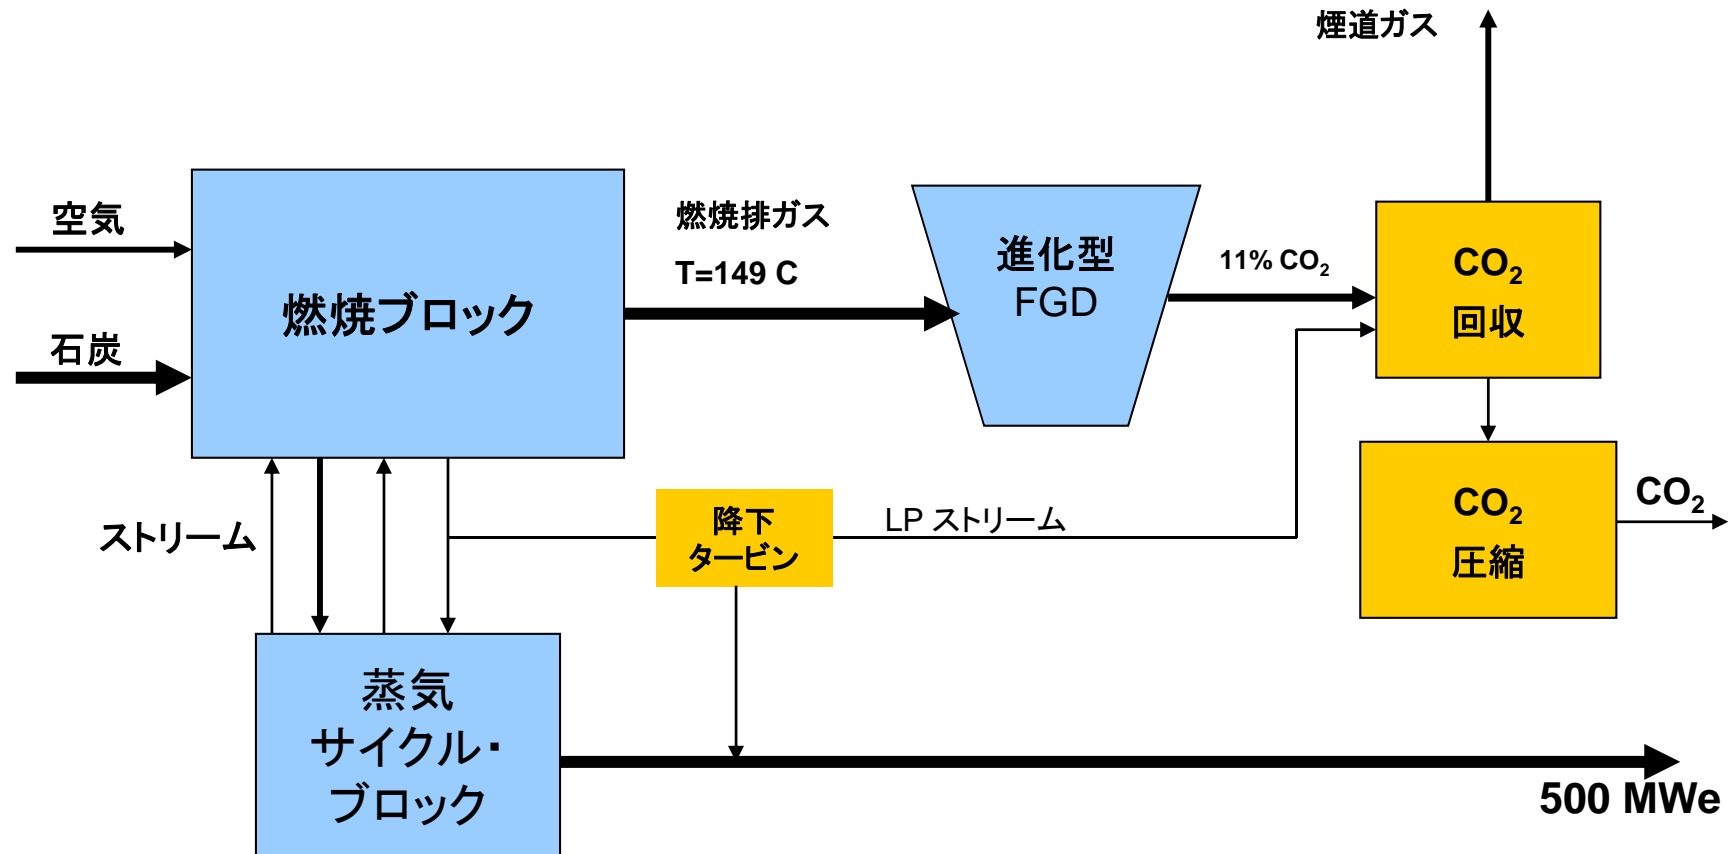 煙道ガス
空気
石炭
燃焼ブロック
燃焼排ガス
T=149 C
進化型
FGD
11% CO₂
CO₂
回収
CO₂
圧縮
CO₂
ストリーム
降下
タービン
LP ストリーム
蒸気
サイクル・
ブロック
500 MWe